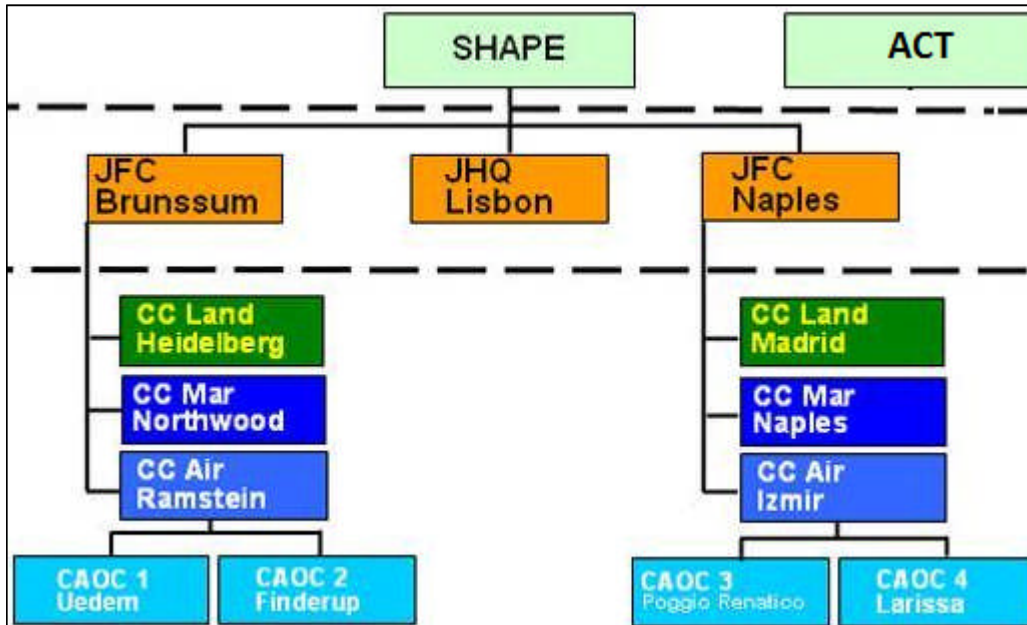 SHAPE
ACT
JFC
Brunssum
JHQ
Lisbon
JFC
Naples
CC Land
Heidelberg
CC Mar
Northwood
CC Air
Ramstein
CC Land
Madrid
CC Mar
Naples
CC Air
Izmir
CAOC 1
Uedem
CAOC 2
Finderup
CAOC 3
Poggio Renatico
CAOC 4
Larissa